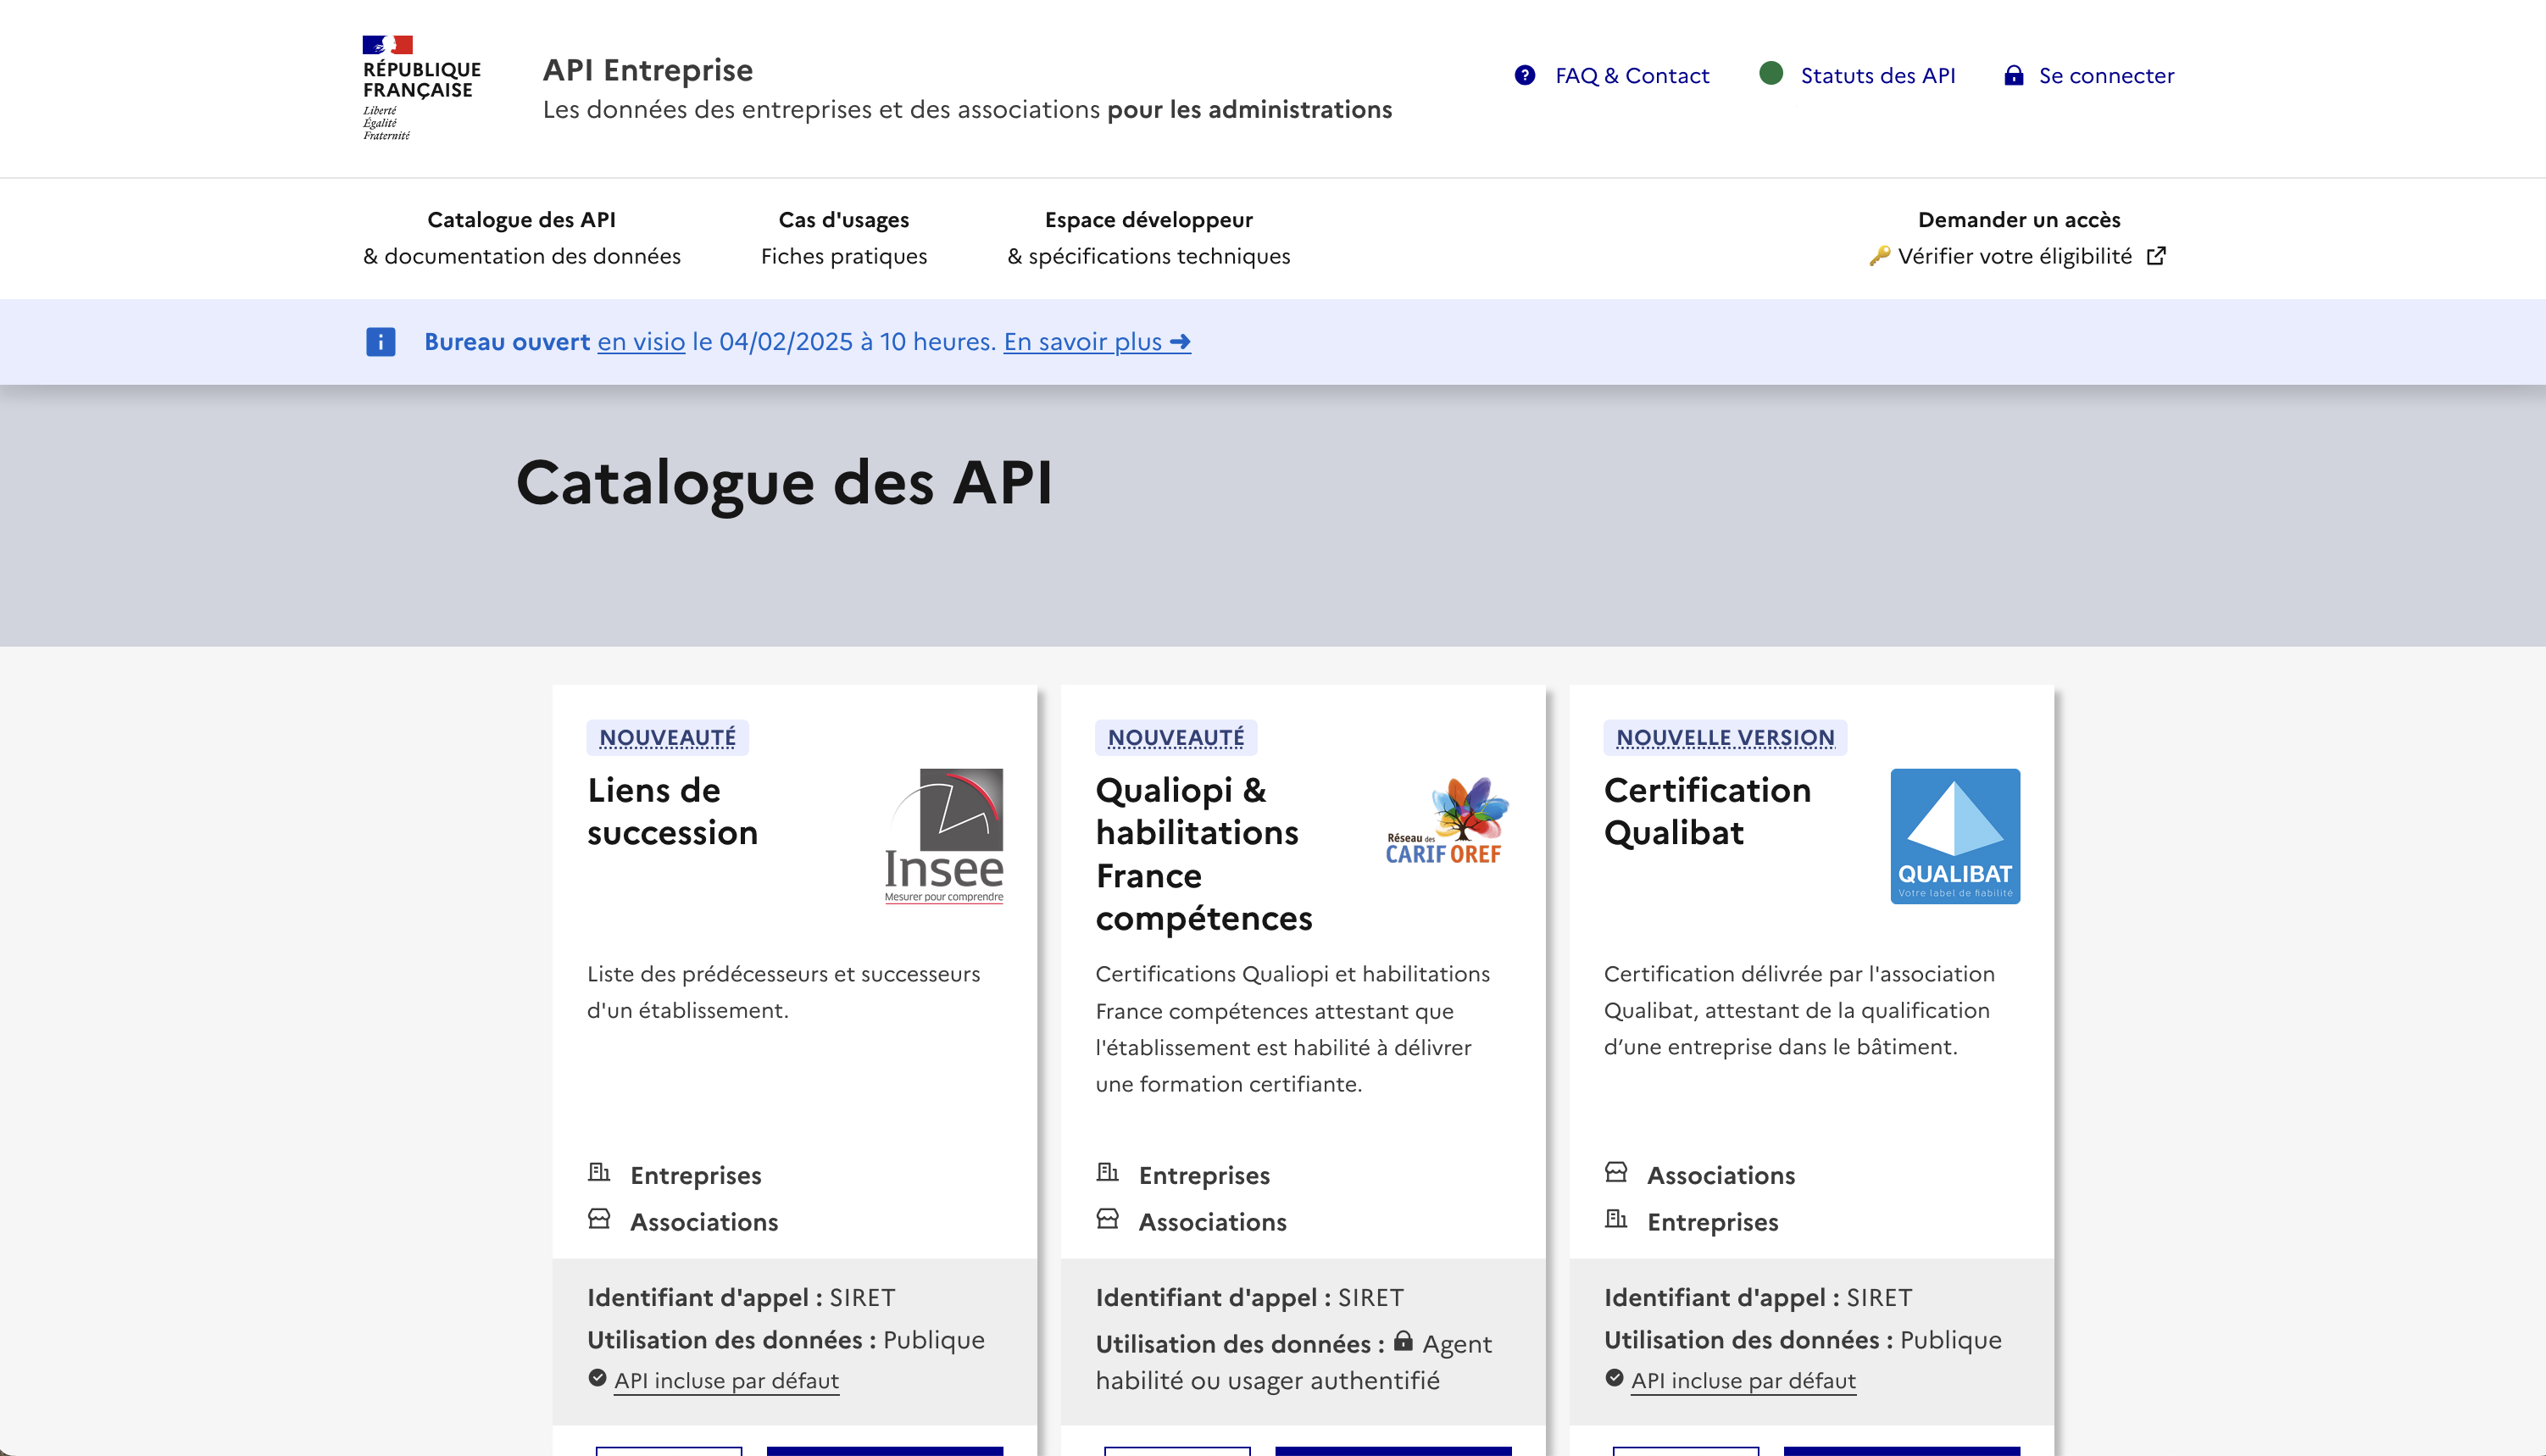 RÉPUBLIQUE
FRANÇAISE
Liberté
Égalité
Fraternité
API Entreprise
Les données des entreprises et des associations pour les administrations
FAQ & Contact
Statuts des API
Se connecter
Catalogue des API
& documentation des données
Cas d'usages
Fiches pratiques
Espace développeur
& spécifications techniques
Demander un accès
🔑 Vérifier votre éligibilité
Bureau ouvert en visio le 04/02/2025 à 10 heures. En savoir plus ➜
Catalogue des API
NOUVEAUTÉ
Liens de
succession
Insee
Mesurer pour comprendre
Liste des prédécesseurs et successeurs
d'un établissement.
Entreprises
Associations
Identifiant d'appel : SIRET
Utilisation des données : Publique
API incluse par défaut
NOUVEAUTÉ
Qualiopi &
habilitations
France
compétences
Réseau des
CARIF OREF
Certifications Qualiopi et habilitations
France compétences attestant que
l'établissement est habilité à délivrer
une formation certifiante.
Entreprises
Associations
Identifiant d'appel : SIRET
Utilisation des données : Agent
habilité ou usager authentifié
NOUVELLE VERSION
Certification
Qualibat
QUALIBAT
Votre label de fiabilité
Certification délivrée par l'association
Qualibat, attestant de la qualification
d’une entreprise dans le bâtiment.
Associations
Entreprises
Identifiant d'appel : SIRET
Utilisation des données : Publique
API incluse par défaut